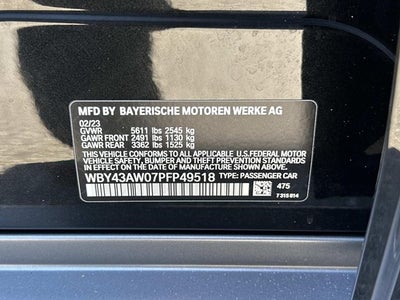 MFD BY BAYERISCHE MOTOREN WERKE AG
02/23
GVWR 5611 lbs 2545 kg
GAWR FRONT 2491 lbs 1130 kg
GAWR REAR 3362 lbs 1525 kg
THIS VEHICLE CONFORMS TO ALL APPLICABLE U.S.FEDERAL MOTOR
VEHICLE SAFETY, BUMPER AND THEFT PREVENTION STANDARDS
IN EFFECT ON THE DATE OF MANUFACTURE SHOWN ABOVE.
WBY43AW07PFP49518 TYPE: PASSENGER CAR
475
7 315 014